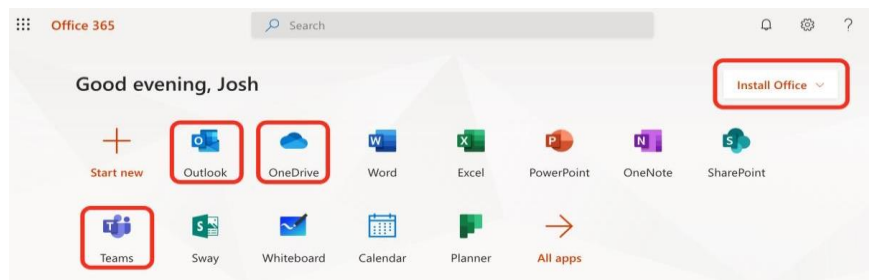 Office 365 Search ?
Good evening, Josh
Install Office
Start new Outlook OneDrive Word Excel PowerPoint OneNote SharePoint
Teams Sway Whiteboard Calendar Planner All apps